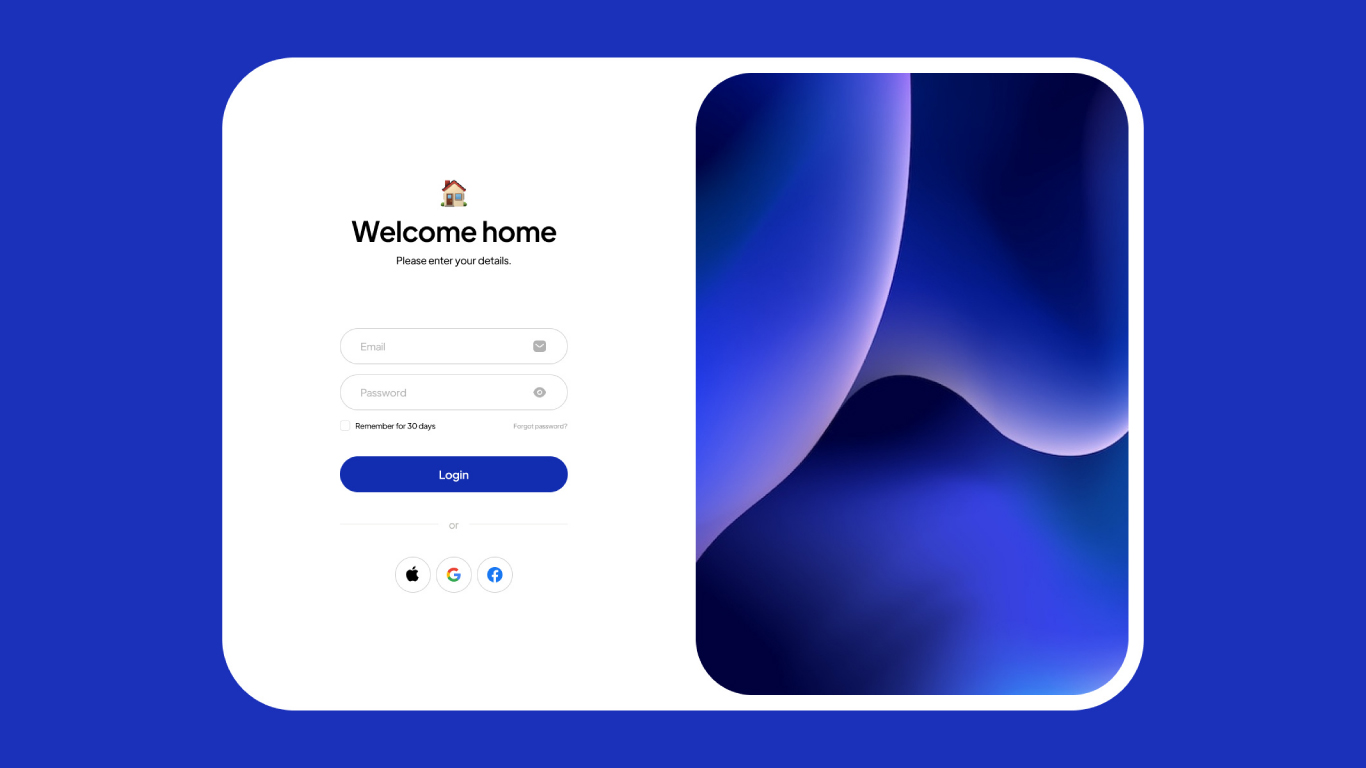 Welcome home
Please enter your details.
Email
Password
Remember for 30 days
Forgot password?
Login
or